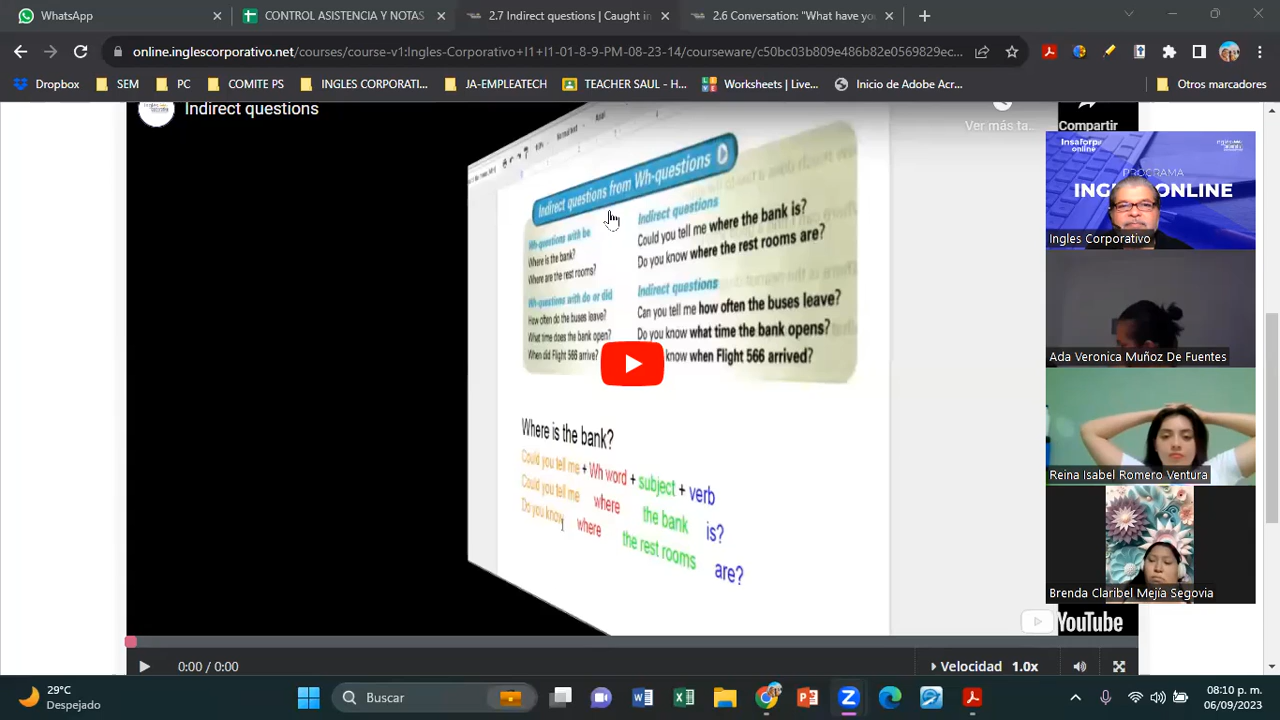 WhatsApp
CONTROL ASISTENCIA Y NOTAS
2.7 Indirect questions | Caught in
2.6 Conversation: "What have you
online.inglescorporativo.net/courses/course-v1:Ingles-Corporativo+I1+I1-01-8-9-PM-08-23-14/courseware/c50bc03b809e486b82e0569829ec...
Dropbox
SEM
PC
COMITE PS
INGLES CORPORATI...
JA-EMPLEATECH
TEACHER SAUL - H...
Worksheets | Live...
Inicio de Adobe Acr...
Otros marcadores
Indirect questions
Ver más ta...
Compartir
Indirect questions from Wh-questions
Wh-questions with be
Where is the bank?
Where are the rest rooms?
Indirect questions
Could you tell me where the bank is?
Do you know where the rest rooms are?
Wh-questions with do or did
How often do the buses leave?
What time does the bank open?
When did Flight 566 arrive?
Indirect questions
Can you tell me how often the buses leave?
Do you know what time the bank opens?
know when Flight 566 arrived?
Where is the bank?
Could you tell me + Wh word + subject + verb
Could you tell me where the bank is?
Do you know where the rest rooms are?
Insaforp
online
PROGRAMA
INGL ONLINE
Ingles Corporativo
Ada Veronica Muñoz De Fuentes
Reina Isabel Romero Ventura
Brenda Claribel Mejía Segovia
YouTube
0:00 / 0:00
Velocidad 1.0x
29°C
Despejado
Buscar
08:10 p. m.
06/09/2023